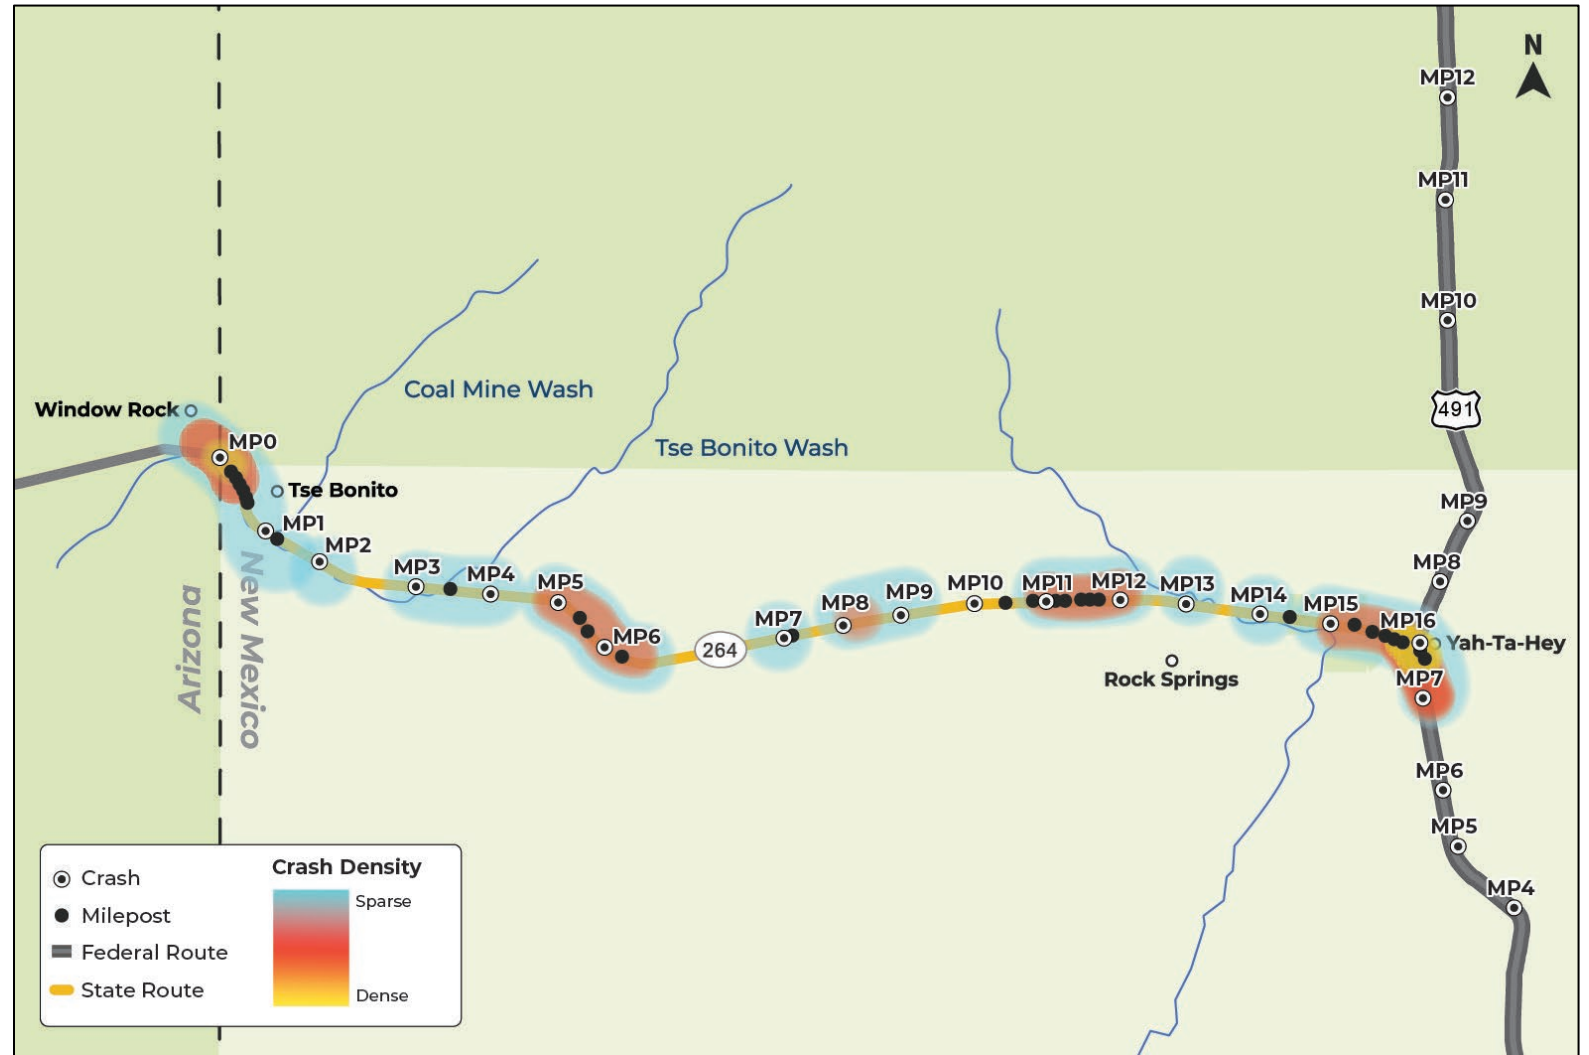 N
MP12
MP11
MP10
491
MP9
MP8
Coal Mine Wash
Tse Bonito Wash
Window Rock
MP0
Tse Bonito
MP1
MP2
MP3
MP4
MP5
MP6
264
MP7
MP8
MP9
MP10
MP11
MP12
MP13
MP14
MP15
MP16
Yah-Ta-Hey
Rock Springs
MP7
MP6
MP5
MP4
Arizona
New Mexico
Crash
Milepost
Federal Route
State Route
Crash Density
Sparse
Dense